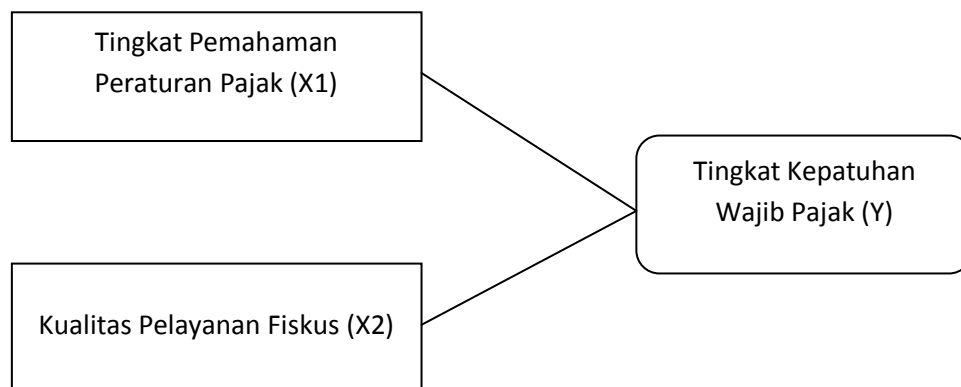 Tingkat Pemahaman
Peraturan Pajak (X1)
Tingkat Kepatuhan
Wajib Pajak (Y)
Kualitas Pelayanan Fiskus (X2)